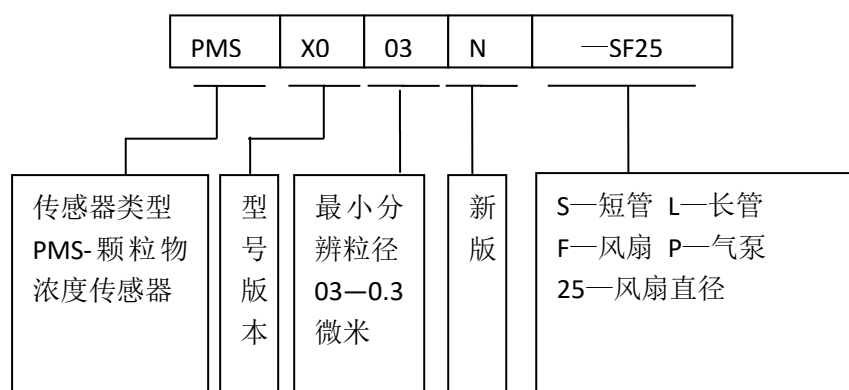 PMS X0 03 N —SF25
传感器类型
PMS-颗粒物
浓度传感器
型
号
版
本
最小分
辨粒径
03—0.3
微米
新
版
S—短管 L—长管
F—风扇 P—气泵
25—风扇直径